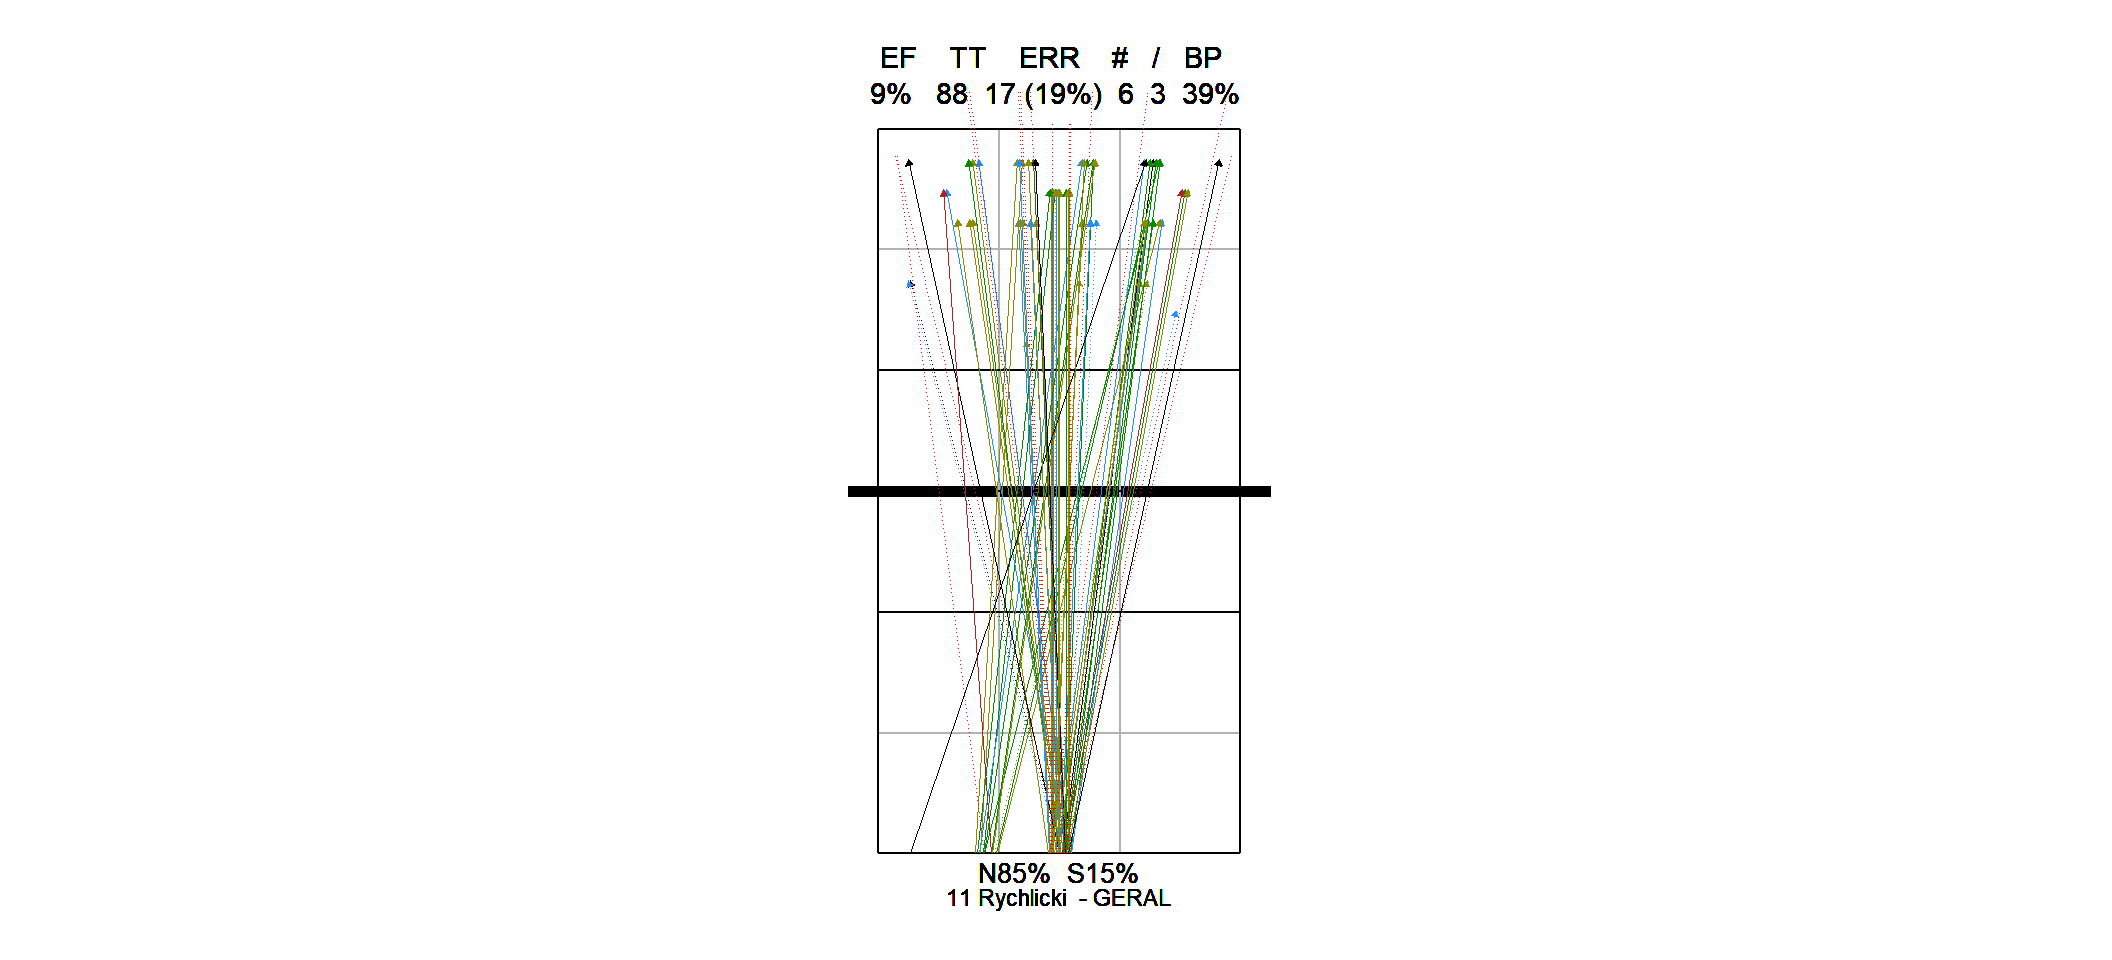 EF TT ERR # / BP
9% 88 17 (19%) 6 3 39%
N85% S15%
11 Rychlicki - GERAL